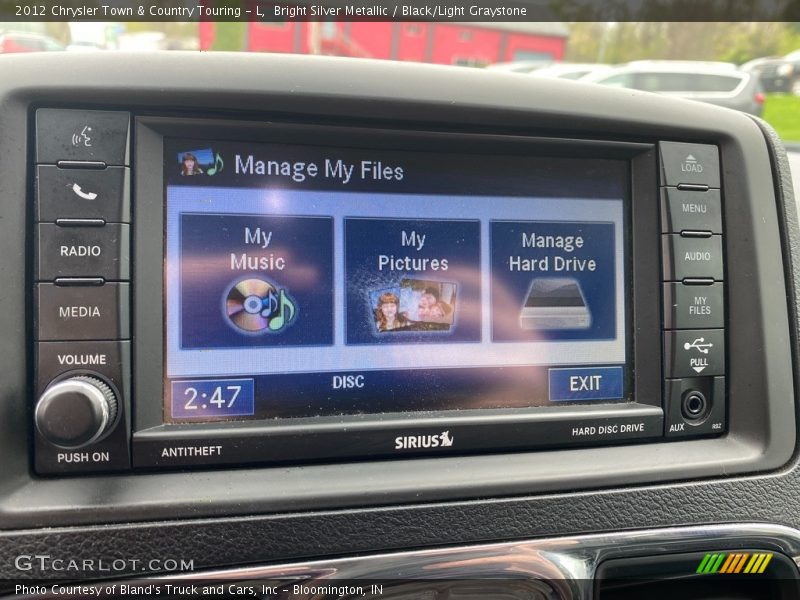 2012 Chrysler Town & Country Touring - L,  Bright Silver Metallic / Black/Light Graystone
Manage My Files
My
Music
My
Pictures
Manage
Hard Drive
2:47
DISC
EXIT
RADIO
MEDIA
VOLUME
PUSH ON
LOAD
MENU
AUDIO
MY
FILES
PULL
AUX
RBZ
ANTITHEFT
SIRIUS
HARD DISC DRIVE
GTCARLOT.COM
Photo Courtesy of Bland's Truck and Cars, Inc - Bloomington, IN